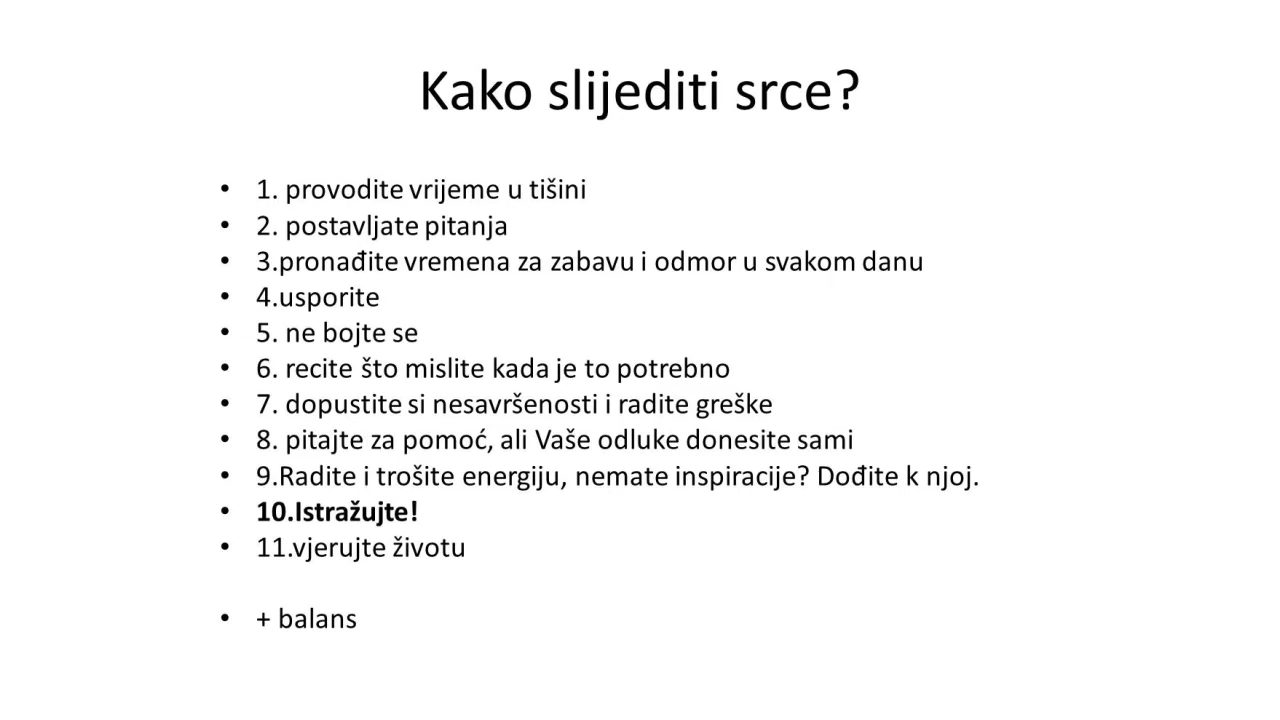 Kako slijediti srce?
• 1. provodite vrijeme u tišini
• 2. postavljate pitanja
• 3.pronađite vremena za zabavu i odmor u svakom danu
• 4.usporite
• 5. ne bojte se
• 6. recite što mislite kada je to potrebno
• 7. dopustite si nesavršenosti i radite greške
• 8. pitajte za pomoć, ali Vaše odluke donesite sami
• 9.Radite i trošite energiju, nemate inspiracije? Dođite k njoj.
• 10.Istražujte!
• 11.vjerujte životu
• + balans